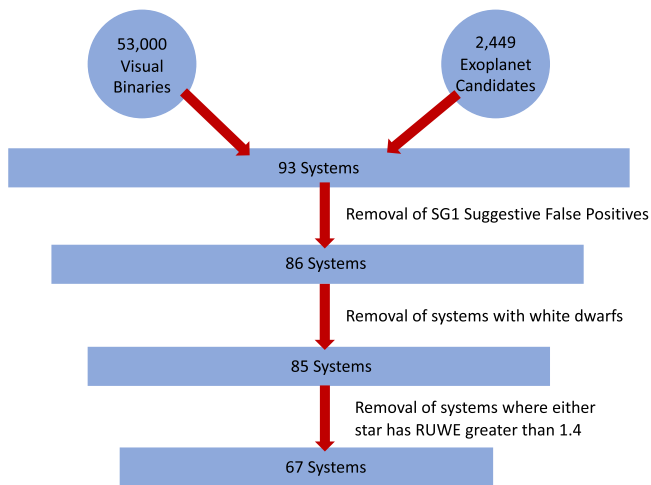 53,000
Visual
Binaries
2,449
Exoplanet
Candidates
93 Systems
Removal of SG1 Suggestive False Positives
86 Systems
Removal of systems with white dwarfs
85 Systems
Removal of systems where either
star has RUWE greater than 1.4
67 Systems